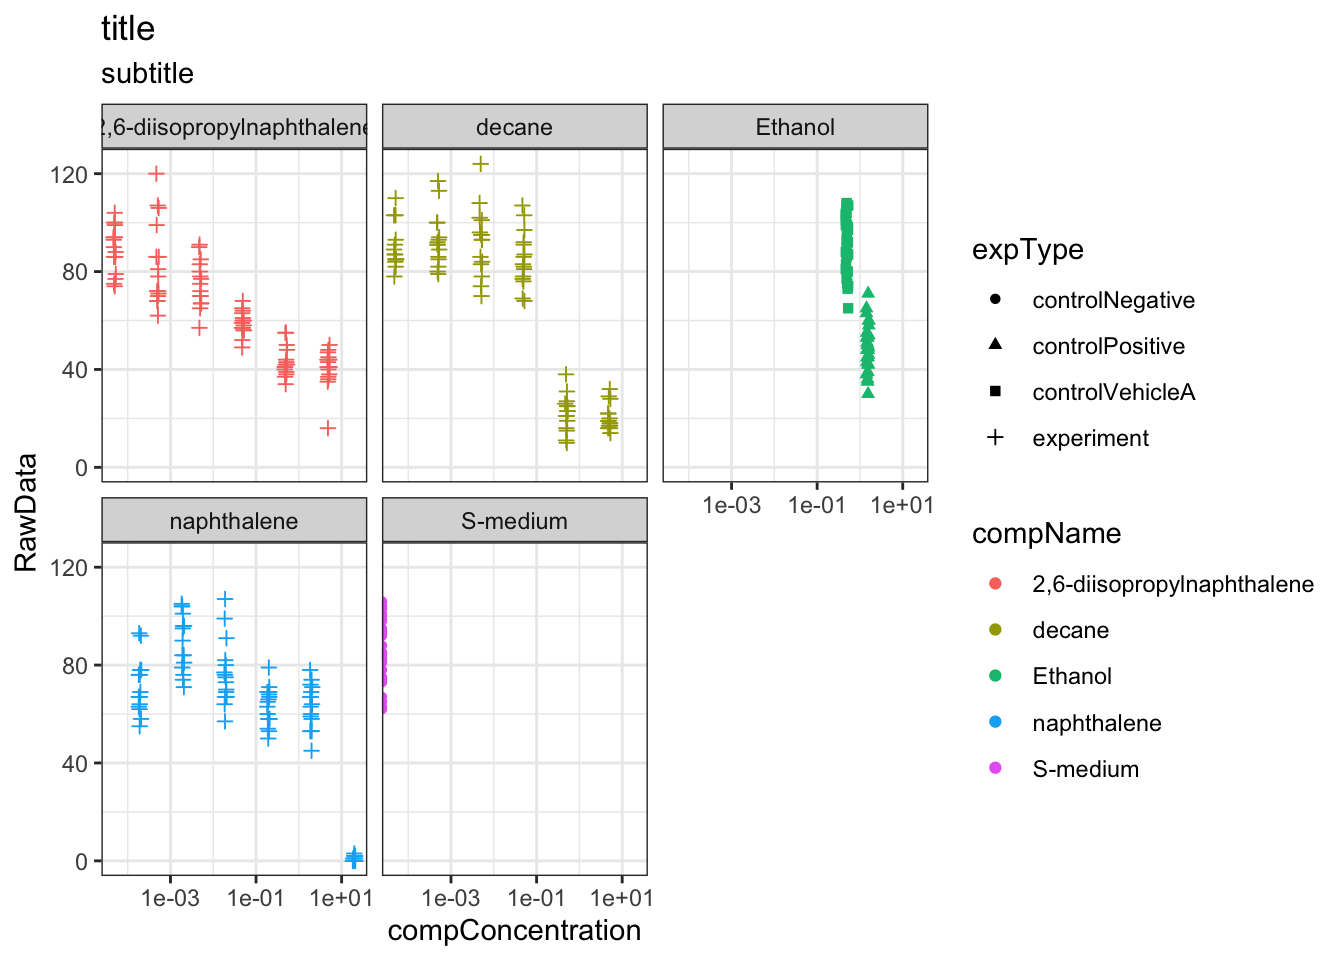 title
subtitle
2,6-diisopropylnaphthalene
decane
Ethanol
120
80
40
0
1e-03 1e-01 1e+01
naphthalene
S-medium
120
80
40
0
1e-03 1e-01 1e+01
1e-03 1e-01 1e+01
RawData
compConcentration
expType
controlNegative
controlPositive
controlVehicleA
experiment
compName
2,6-diisopropylnaphthalene
decane
Ethanol
naphthalene
S-medium